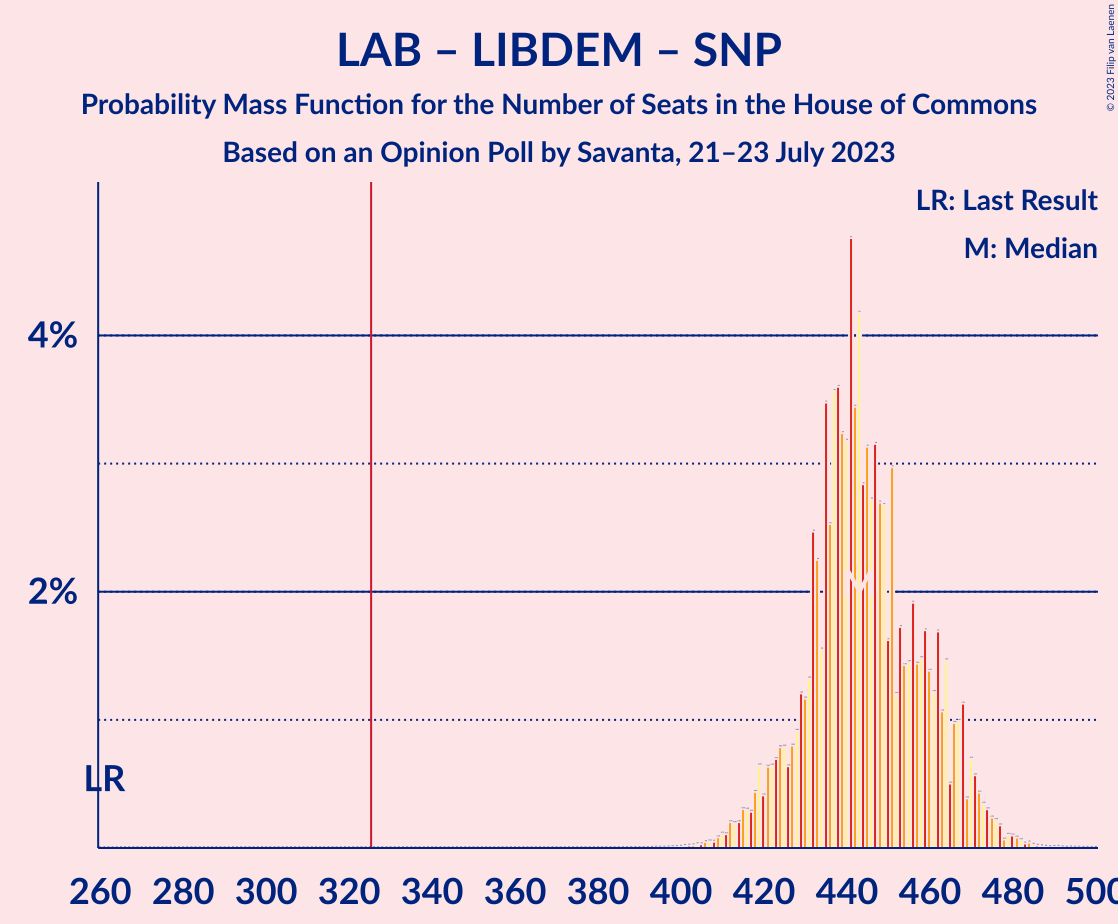 LAB – LIBDEM – SNP
Probability Mass Function for the Number of Seats in the House of Commons
Based on an Opinion Poll by Savanta, 21–23 July 2023
© 2023 Filip van Laenen
LR: Last Result
M: Median
4%
2%
M
LR
260 280 300 320 340 360 380 400 420 440 460 480 500